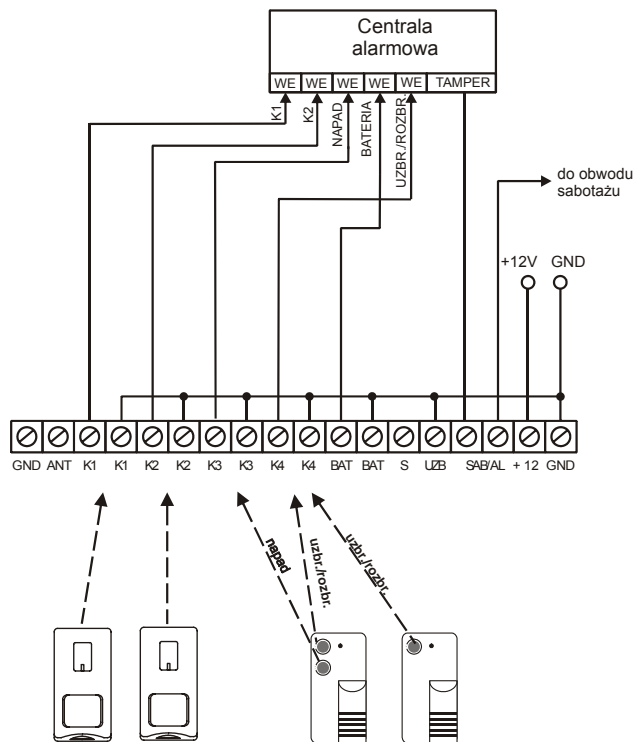 Centrala
alarmowa
WE WE WE WE WE TAMPER
K1
K2
NAPAD
BATERIA
UZBR./ROZBR.
do obwodu
sabotażu
+12V GND
GND ANT K1 K1 K2 K2 K3 K3 K4 K4 BAT BAT S UZB SAB/AL + 12 GND
napad
uzbr./rozbr.
uzbr./rozbr.